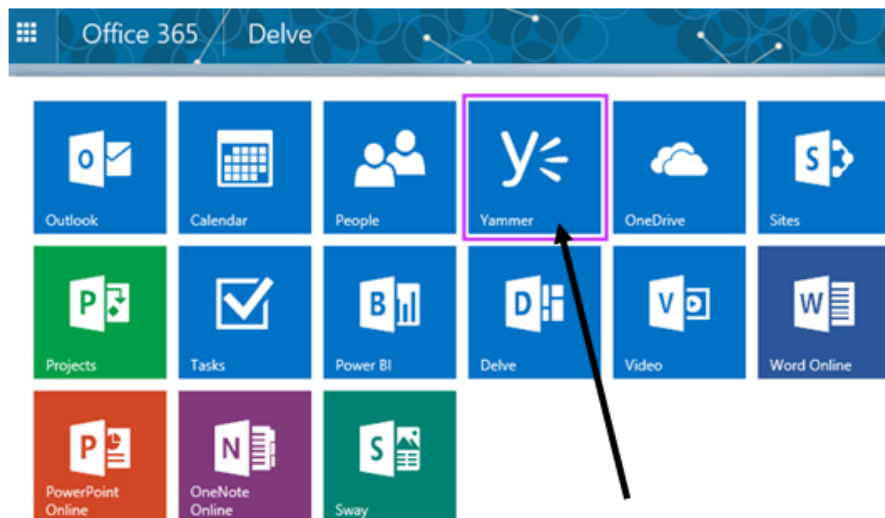 Office 365 Delve
Outlook Calendar People Yammer OneDrive Sites
Projects Tasks Power BI Delve Video Word Online
PowerPoint Online
OneNote Online
Sway